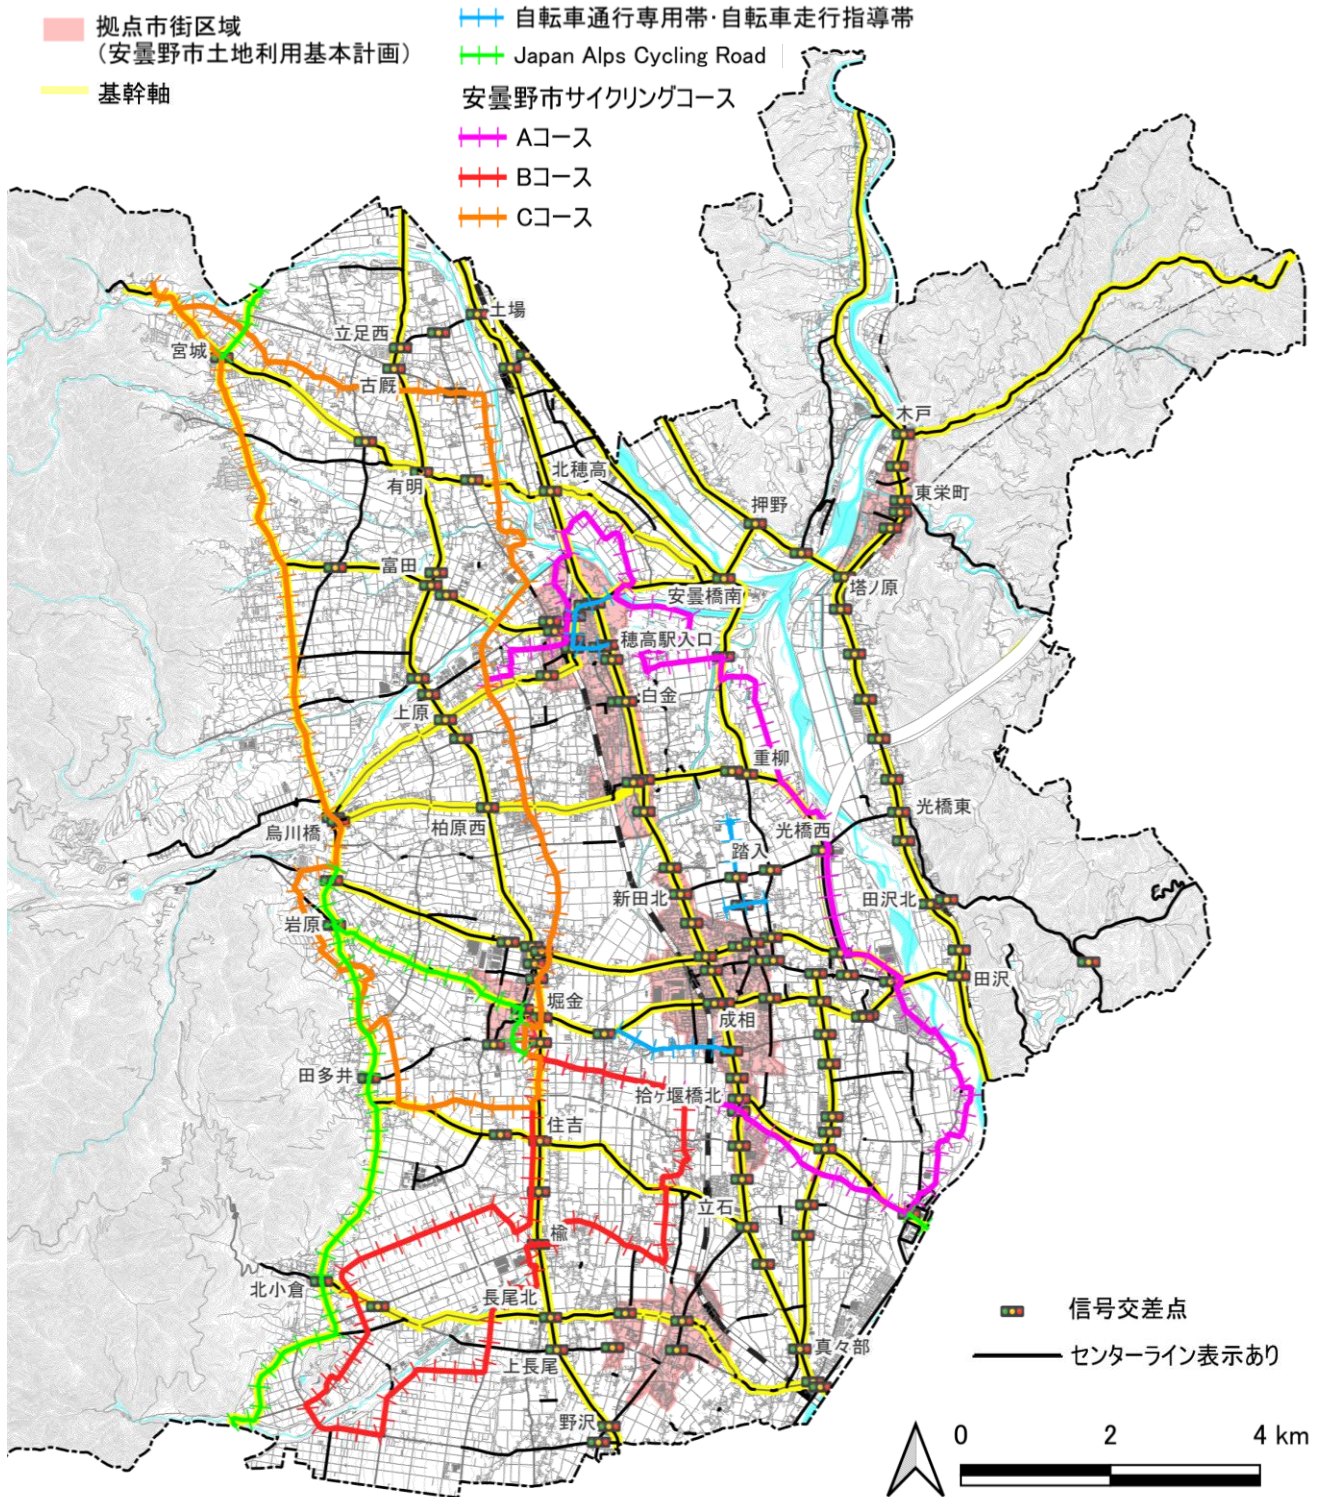 拠点市街区域
（安曇野市土地利用基本計画）
基幹軸
自転車通行専用帯・自転車走行指導帯
Japan Alps Cycling Road
安曇野市サイクリングコース
Aコース
Bコース
Cコース
土場
立足西
宮城
古厩
木戸
北穂高
有明
東栄町
押野
富田
塔ノ原
安曇橋南
穂高駅入口
白金
上原
重柳
光橋東
柏原西
光橋西
烏川橋
踏入
新田北
田沢北
岩原
田沢
堀金
成相
田多井
拾ヶ堰橋北
住吉
立石
楡
北小倉
長尾北
真々部
上長尾
野沢
信号交差点
センターライン表示あり
0 2 4 km